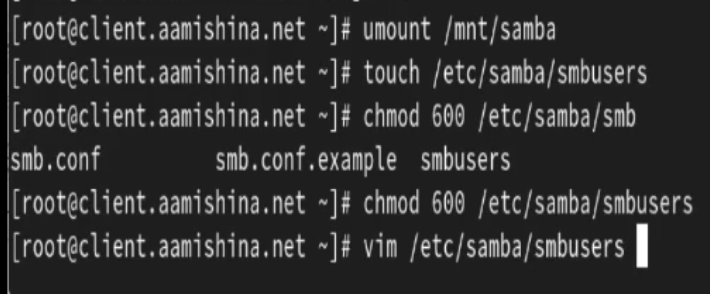 [root@client.aamishina.net ~]# umount /mnt/samba
[root@client.aamishina.net ~]# touch /etc/samba/smbusers
[root@client.aamishina.net ~]# chmod 600 /etc/samba/smb
smb.conf          smb.conf.example  smbusers
[root@client.aamishina.net ~]# chmod 600 /etc/samba/smbusers
[root@client.aamishina.net ~]# vim /etc/samba/smbusers